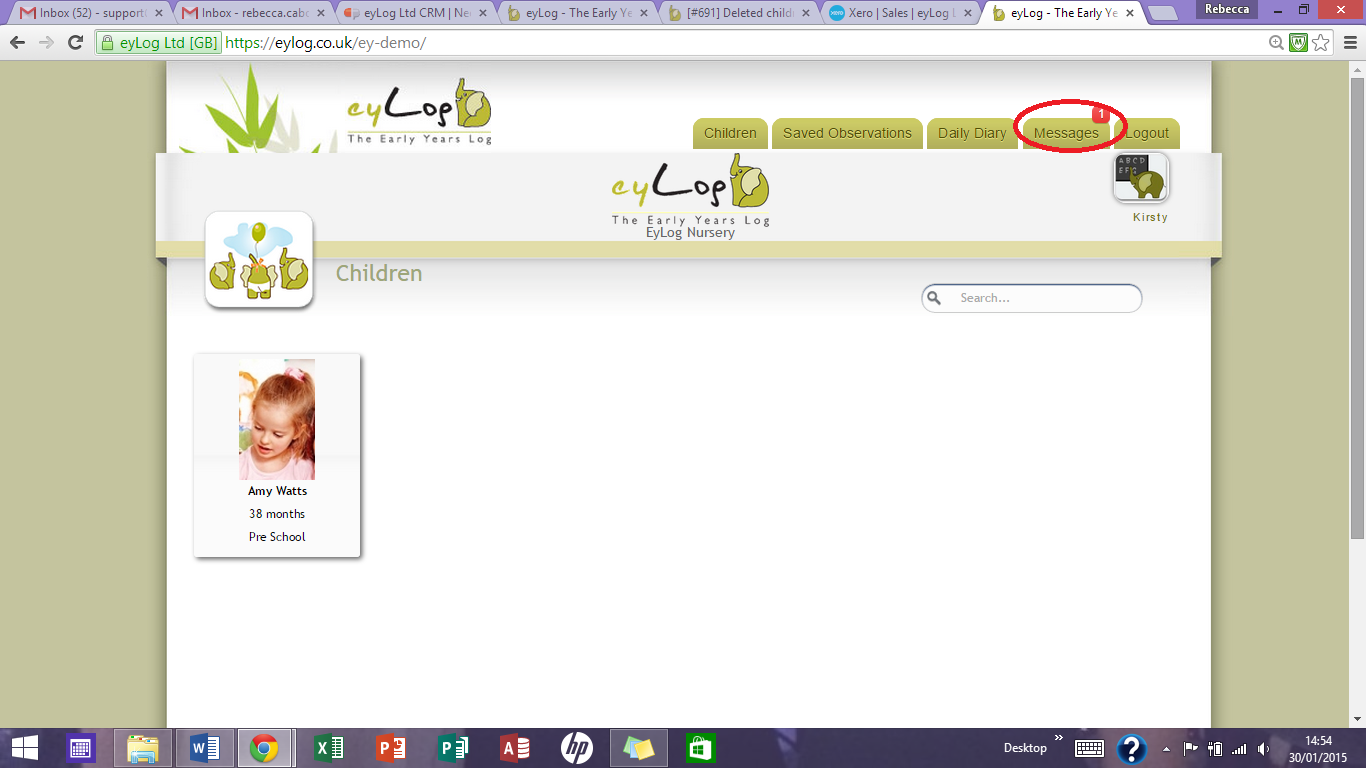 Inbox (52) - support
Inbox - rebecca.cabo
eyLog Ltd CRM | Ne
eyLog - The Early Ye
[#691] Deleted childr
Xero | Sales | eyLog L
eyLog - The Early Ye
Rebecca
eyLog Ltd [GB]
https://eylog.co.uk/ey-demo/
eyLog
The Early Years Log
Children
Saved Observations
Daily Diary
Messages
1
Logout
eyLog
The Early Years Log
EyLog Nursery
A B C D
E F G
Kirsty
Children
Search...
Amy Watts
38 months
Pre School
Desktop
14:54
30/01/2015